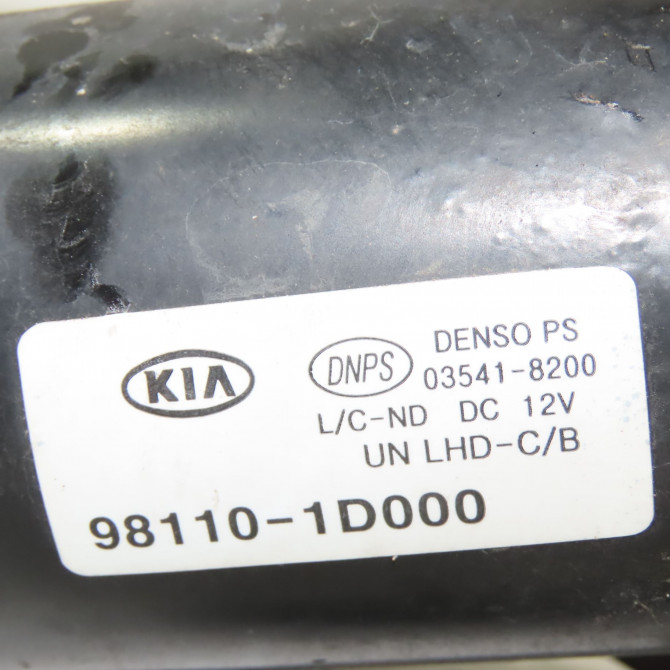 KIA DNPS DENSO PS
03541-8200
L/C-ND DC 12V
UN LHD-C/B
98110-1D000